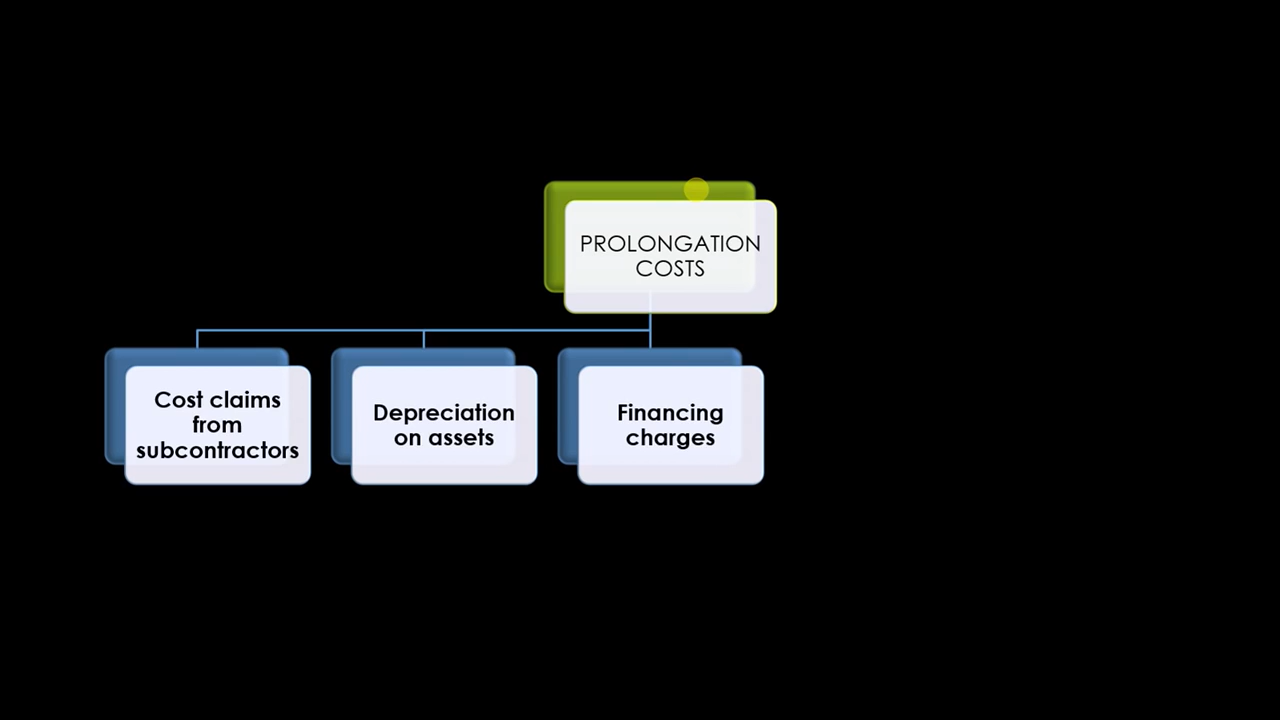 PROLONGATION
COSTS
Cost claims
from
subcontractors
Depreciation
on assets
Financing
charges